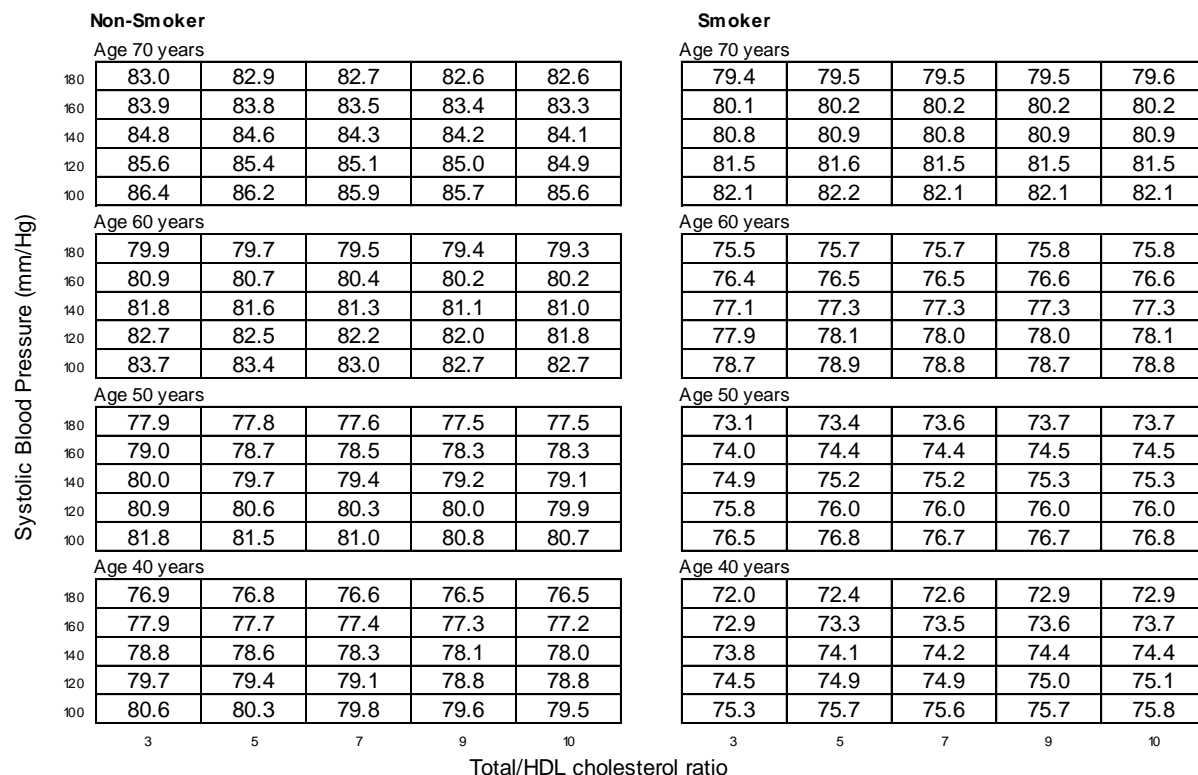 Non-Smoker Smoker
Age 70 years Age 70 years
180 83.0 82.9 82.7 82.6 82.6 79.4 79.5 79.5 79.5 79.6
160 83.9 83.8 83.5 83.4 83.3 80.1 80.2 80.2 80.2 80.2
140 84.8 84.6 84.3 84.2 84.1 80.8 80.9 80.8 80.9 80.9
120 85.6 85.4 85.1 85.0 84.9 81.5 81.6 81.5 81.5 81.5
100 86.4 86.2 85.9 85.7 85.6 82.1 82.2 82.1 82.1 82.1
Age 60 years Age 60 years
180 79.9 79.7 79.5 79.4 79.3 75.5 75.7 75.7 75.8 75.8
160 80.9 80.7 80.4 80.2 80.2 76.4 76.5 76.5 76.6 76.6
140 81.8 81.6 81.3 81.1 81.0 77.1 77.3 77.3 77.3 77.3
120 82.7 82.5 82.2 82.0 81.8 77.9 78.1 78.0 78.0 78.1
100 83.7 83.4 83.0 82.7 82.7 78.7 78.9 78.8 78.7 78.8
Age 50 years Age 50 years
180 77.9 77.8 77.6 77.5 77.5 73.1 73.4 73.6 73.7 73.7
160 79.0 78.7 78.5 78.3 78.3 74.0 74.4 74.4 74.5 74.5
140 80.0 79.7 79.4 79.2 79.1 74.9 75.2 75.2 75.3 75.3
120 80.9 80.6 80.3 80.0 79.9 75.8 76.0 76.0 76.0 76.0
100 81.8 81.5 81.0 80.8 80.7 76.5 76.8 76.7 76.7 76.8
Age 40 years Age 40 years
180 76.9 76.8 76.6 76.5 76.5 72.0 72.4 72.6 72.9 72.9
160 77.9 77.7 77.4 77.3 77.2 72.9 73.3 73.5 73.6 73.7
140 78.8 78.6 78.3 78.1 78.0 73.8 74.1 74.2 74.4 74.4
120 79.7 79.4 79.1 78.8 78.8 74.5 74.9 74.9 75.0 75.1
100 80.6 80.3 79.8 79.6 79.5 75.3 75.7 75.6 75.7 75.8
3 5 7 9 10 3 5 7 9 10
Total/HDL cholesterol ratio
Systolic Blood Pressure (mm/Hg)